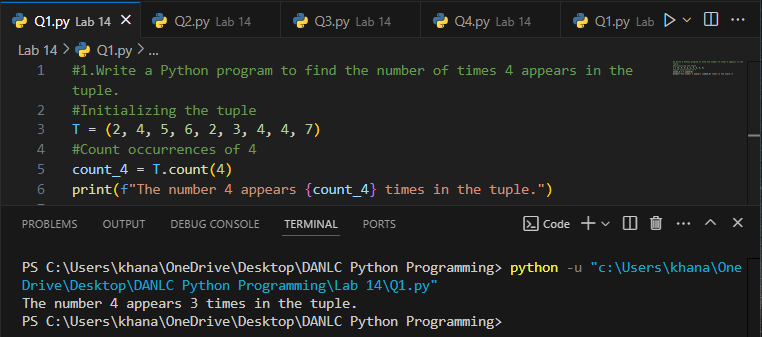 Q1.py Lab 14 Q2.py Lab 14 Q3.py Lab 14 Q4.py Lab 14 Q1.py Lab
Lab 14 > Q1.py > ...
1 #1.Write a Python program to find the number of times 4 appears in the
tuple.
2 #Initializing the tuple
3 T = (2, 4, 5, 6, 2, 3, 4, 4, 7)
4 #Count occurrences of 4
5 count_4 = T.count(4)
6 print(f"The number 4 appears {count_4} times in the tuple.")
PROBLEMS OUTPUT DEBUG CONSOLE TERMINAL PORTS Code
PS C:\Users\khana\OneDrive\Desktop\DANLC Python Programming> python -u "c:\Users\khana\One
Drive\Desktop\DANLC Python Programming\Lab 14\Q1.py"
The number 4 appears 3 times in the tuple.
PS C:\Users\khana\OneDrive\Desktop\DANLC Python Programming>